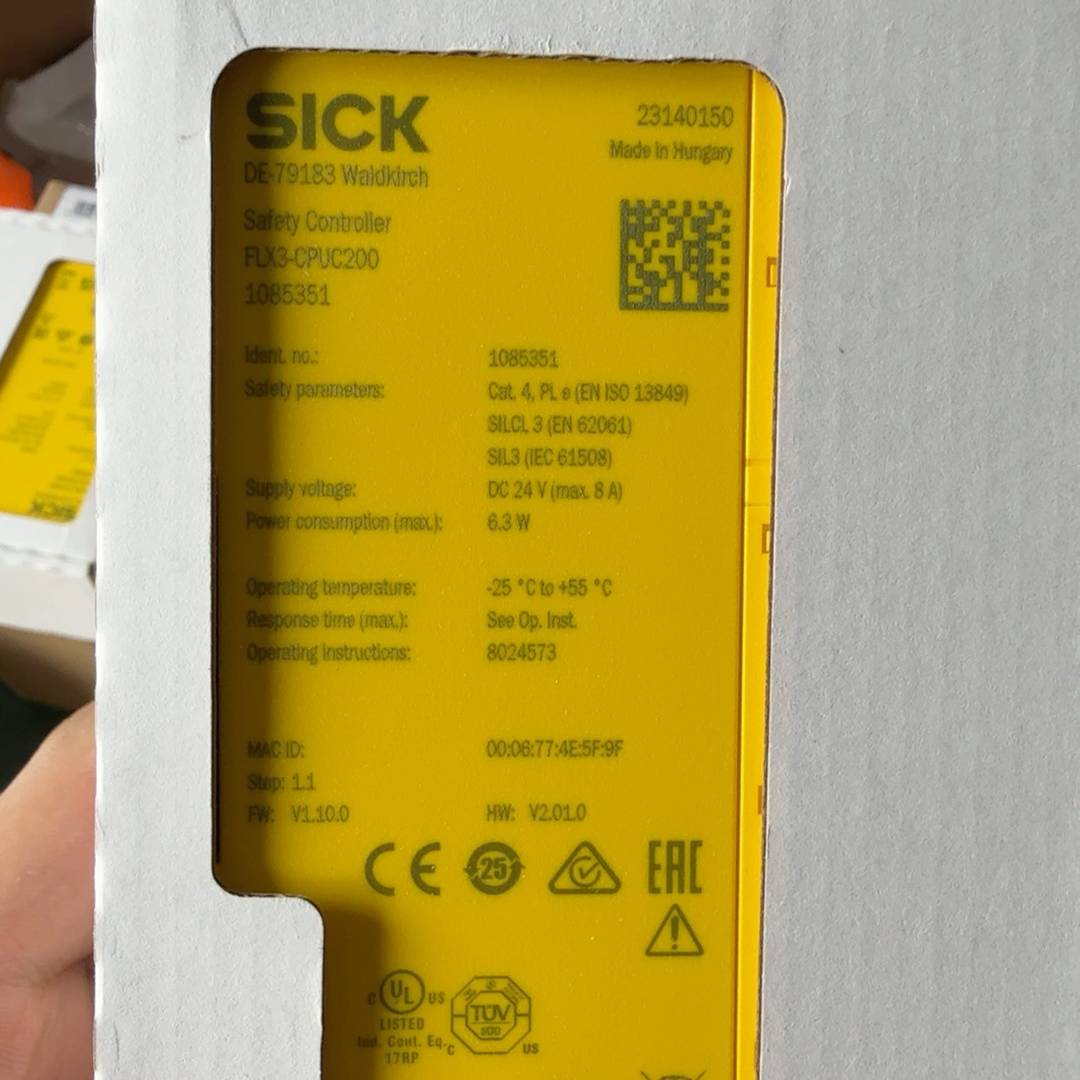 SICK
DE-79183 Waldkirch
23140150
Made in Hungary
Safety Controller
FLX3-CPUC200
1085351
Ident. no.: 1085351
Safety parameters: Cat. 4, PL e (EN ISO 13849)
SILCL 3 (EN 62061)
SIL3 (IEC 61508)
Supply voltage: DC 24 V (max. 8 A)
Power consumption (max.): 6.3 W
Operating temperature: -25 °C to +55 °C
Response time (max.): See Op. Inst.
Operating instructions: 8024573
MAC ID: 00:06:77:4E:5F:9F
Step: 1.1
FW: V1.10.0 HW: V2.01.0
CE 25 EAC
C UL US
LISTED
Ind. Cont. Eq.
17RP
TÜV
SÜD
C US
SICK